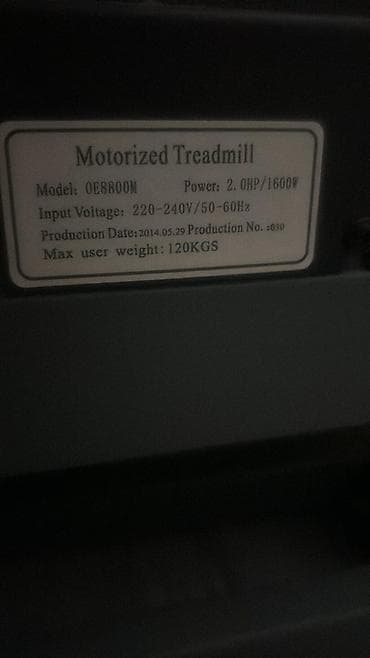 Motorized Treadmill
Model: OE8800M Power: 2.0HP/1600W
Input Voltage: 220-240V/50-60Hz
Production Date:2014.05.29 Production No. :030
Max user weight:120KGS